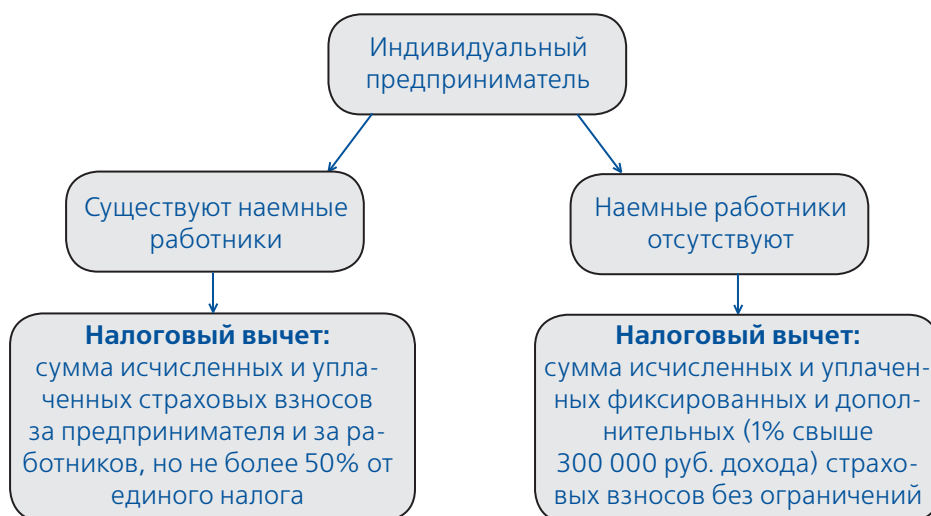 Индивидуальный
предприниматель
Существуют наемные
работники
Наемные работники
отсутствуют
Налоговый вычет:
сумма исчисленных и упла-
ченных страховых взносов
за предпринимателя и за ра-
ботников, но не более 50% от
единого налога
Налоговый вычет:
сумма исчисленных и уплачен-
ных фиксированных и допол-
нительных (1% свыше
300 000 руб. дохода) страхо-
вых взносов без ограничений